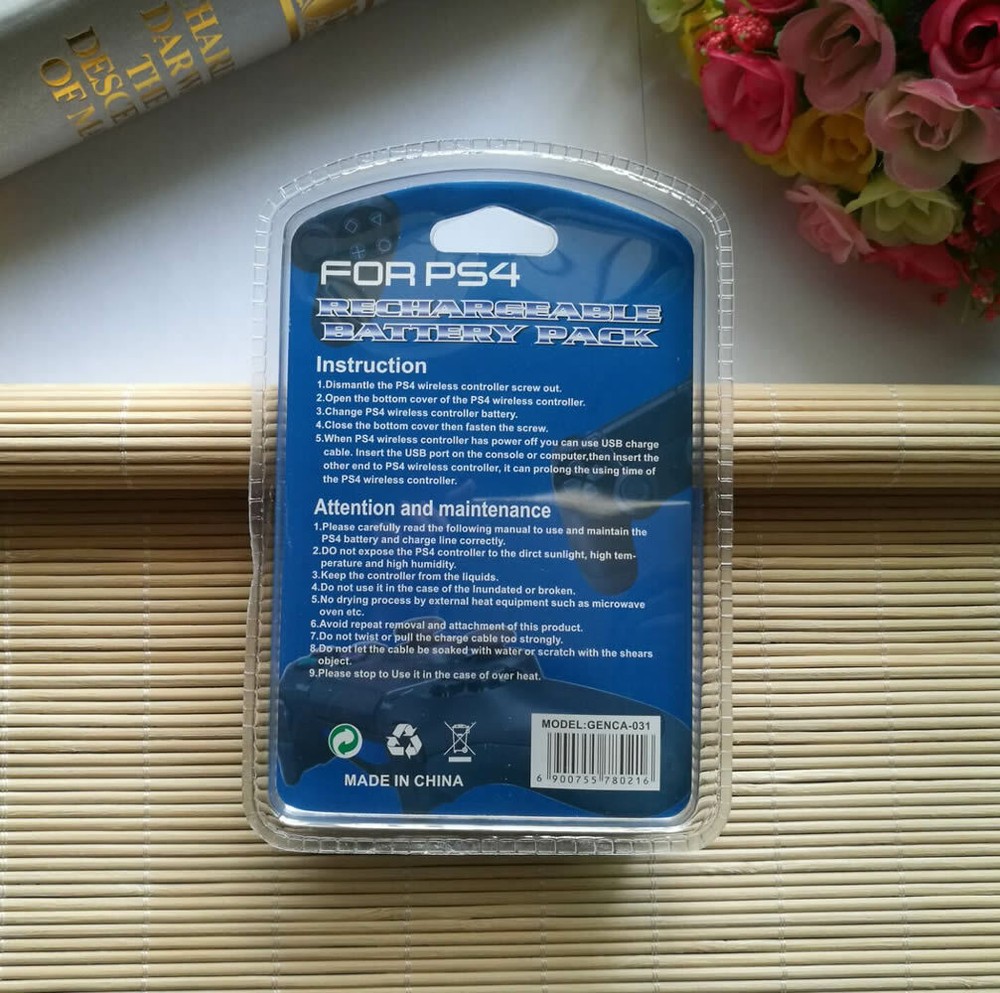 HAR
DAR
THE
DESCE
OF M
FOR PS4
RECHARGEABLE
BATTERY PACK
Instruction
1.Dismantle the PS4 wireless controller screw out.
2.Open the bottom cover of the PS4 wireless controller.
3.Change PS4 wireless controller battery.
4.Close the bottom cover then fasten the screw.
5.When PS4 wireless controller has power off you can use USB charge
cable. Insert the USB port on the console or computer,then insert the
other end to PS4 wireless controller, it can prolong the using time of
the PS4 wireless controller.
Attention and maintenance
1.Please carefully read the following manual to use and maintain the
PS4 battery and charge line correctly.
2.DO not expose the PS4 controller to the dirct sunlight, high tem-
perature and high humidity.
3.Keep the controller from the liquids.
4.Do not use it in the case of the Inundated or broken.
5.No drying process by external heat equipment such as microwave
oven etc.
6.Avoid repeat removal and attachment of this product.
7.Do not twist or pull the charge cable too strongly.
8.Do not let the cable be soaked with water or scratch with the shears
object.
9.Please stop to Use it in the case of over heat.
MODEL:GENCA-031
6 900755 780216
MADE IN CHINA